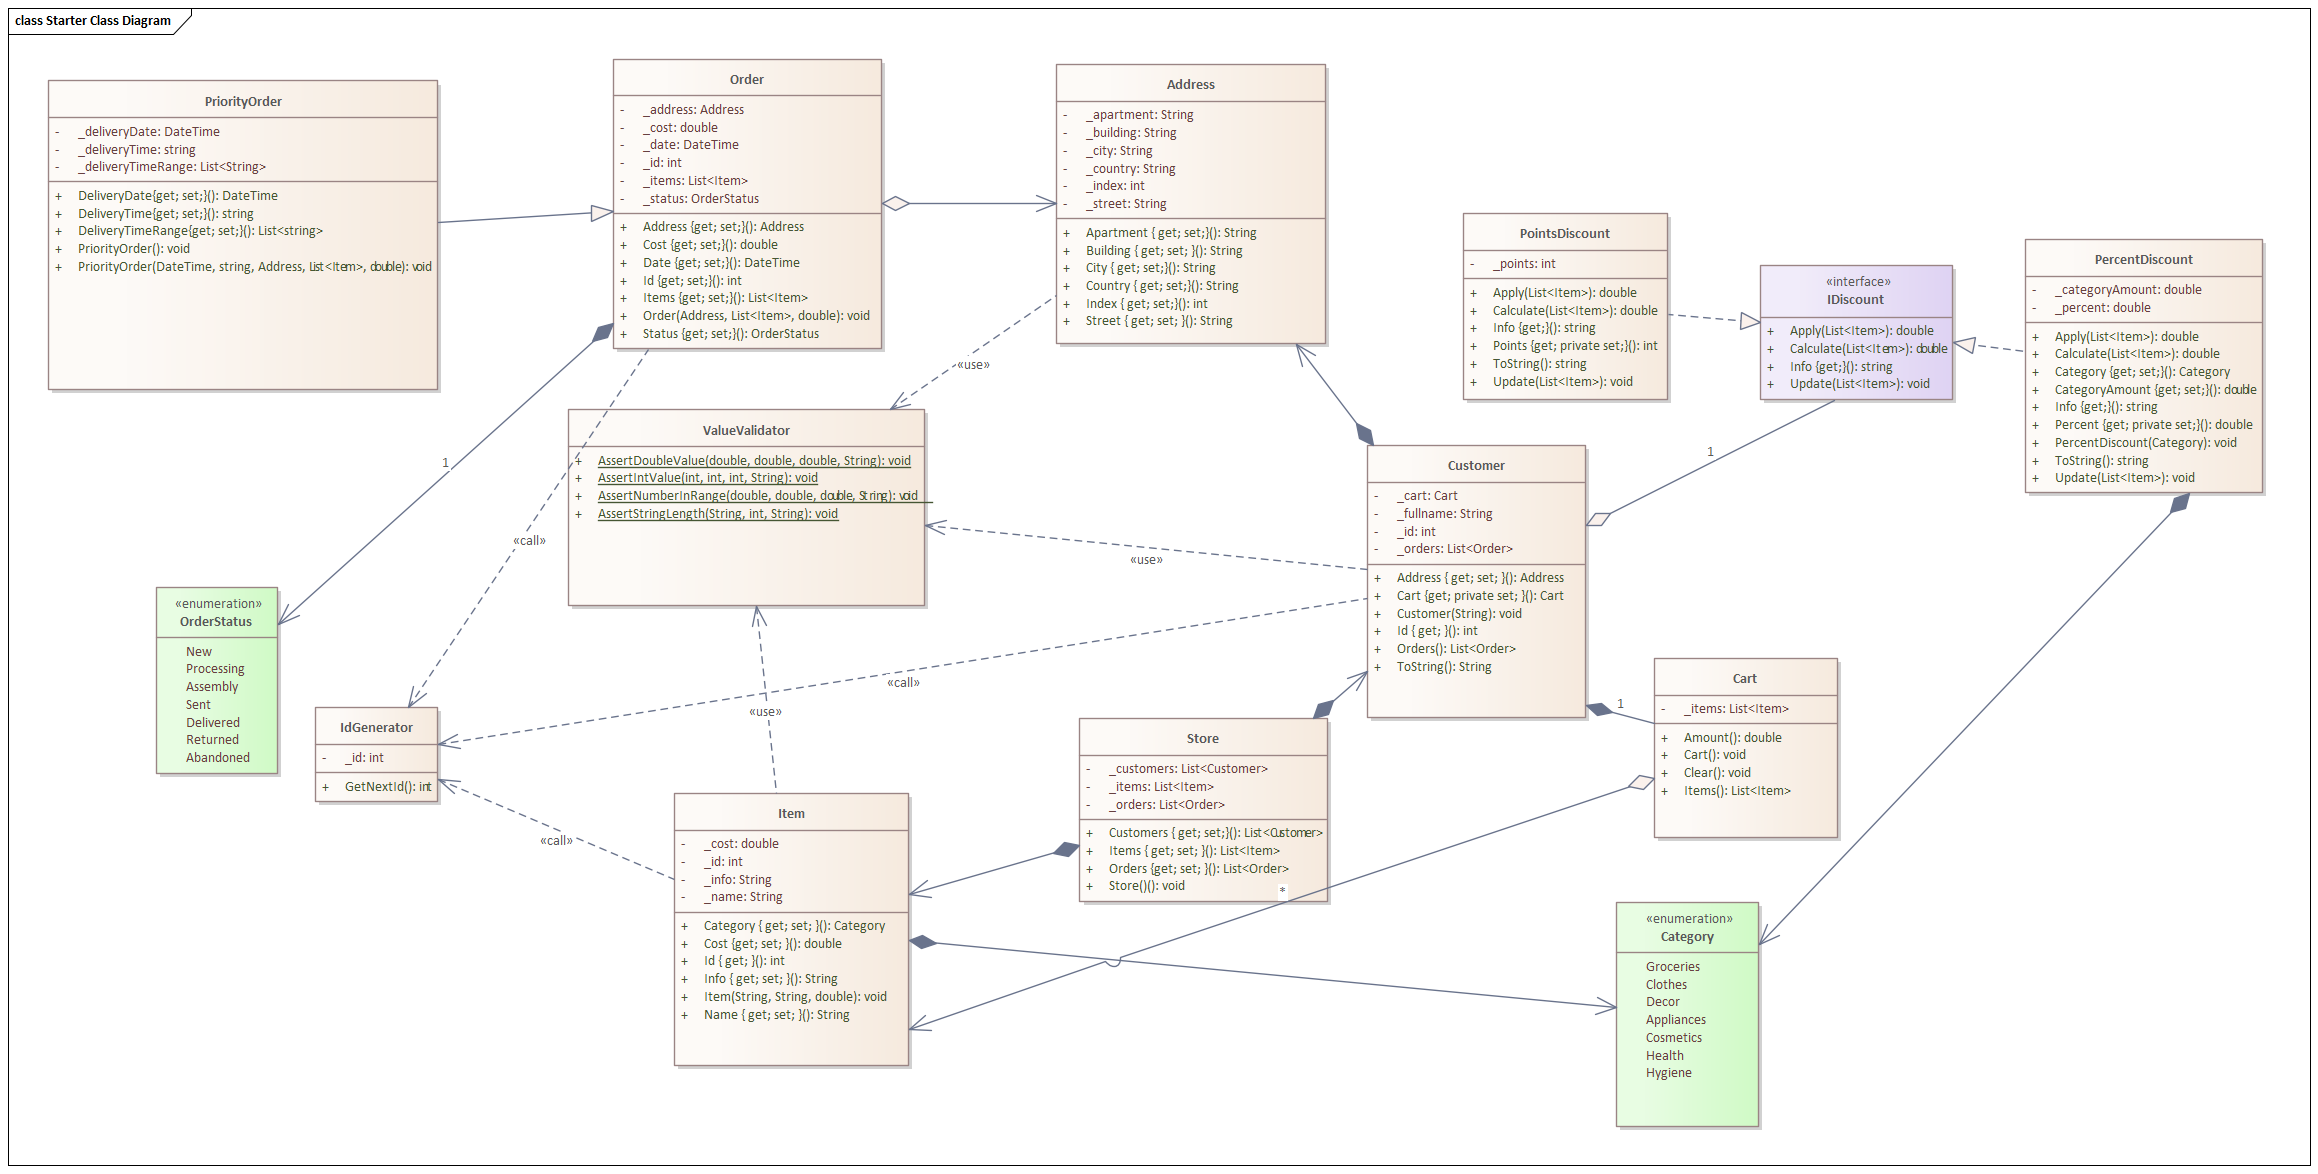 class Starter Class Diagram
PriorityOrder
- _deliveryDate: DateTime
- _deliveryTime: string
- _deliveryTimeRange: List<String>
+ DeliveryDate{get; set;}(): DateTime
+ DeliveryTime{get; set;}(): string
+ DeliveryTimeRange{get; set;}(): List<string>
+ PriorityOrder(): void
+ PriorityOrder(DateTime, string, Address, List<Item>, double): void
Order
- _address: Address
- _cost: double
- _date: DateTime
- _id: int
- _items: List<Item>
- _status: OrderStatus
+ Address {get; set;}(): Address
+ Cost {get; set;}(): double
+ Date {get; set;}(): DateTime
+ Id {get; set;}(): int
+ Items {get; set;}(): List<Item>
+ Order(Address, List<Item>, double): void
+ Status {get; set;}(): OrderStatus
Address
- _apartment: String
- _building: String
- _city: String
- _country: String
- _index: int
- _street: String
+ Apartment { get; set;}(): String
+ Building { get; set; }(): String
+ City { get; set;}(): String
+ Country { get; set;}(): String
+ Index { get; set;}(): int
+ Street { get; set; }(): String
PointsDiscount
- _points: int
+ Apply(List<Item>): double
+ Calculate(List<Item>): double
+ Info {get;}(): string
+ Points {get; private set;}(): int
+ ToString(): string
+ Update(List<Item>): void
«interface»
IDiscount
+ Apply(List<Item>): double
+ Calculate(List<Item>): double
+ Info {get;}(): string
+ Update(List<Item>): void
PercentDiscount
- _categoryAmount: double
- _percent: double
+ Apply(List<Item>): double
+ Calculate(List<Item>): double
+ Category {get; set;}(): Category
+ CategoryAmount {get; set;}(): double
+ Info {get;}(): string
+ Percent {get; private set;}(): double
+ PercentDiscount(Category): void
+ ToString(): string
+ Update(List<Item>): void
«use»
ValueValidator
+ AssertDoubleValue(double, double, double, String): void
+ AssertIntValue(int, int, int, String): void
+ AssertNumberInRange(double, double, double, String): void
+ AssertStringLength(String, int, String): void
1
1
«call»
«use»
Customer
- _cart: Cart
- _fullname: String
- _id: int
- _orders: List<Order>
+ Address { get; set; }(): Address
+ Cart {get; private set; }(): Cart
+ Customer(String): void
+ Id { get; }(): int
+ Orders(): List<Order>
+ ToString(): String
«enumeration»
OrderStatus
New
Processing
Assembly
Sent
Delivered
Returned
Abandoned
«call»
«use»
1
IdGenerator
- _id: int
+ GetNextId(): int
«call»
Cart
- _items: List<Item>
+ Amount(): double
+ Cart(): void
+ Clear(): void
+ Items(): List<Item>
Store
- _customers: List<Customer>
- _items: List<Item>
- _orders: List<Order>
+ Customers { get; set;}(): List<Customer>
+ Items { get; set; }(): List<Item>
+ Orders {get; set; }(): List<Order>
+ Store()(): void
*
Item
- _cost: double
- _id: int
- _info: String
- _name: String
+ Category { get; set; }(): Category
+ Cost {get; set; }(): double
+ Id { get; }(): int
+ Info { get; set; }(): String
+ Item(String, String, double): void
+ Name { get; set; }(): String
«enumeration»
Category
Groceries
Clothes
Decor
Appliances
Cosmetics
Health
Hygiene